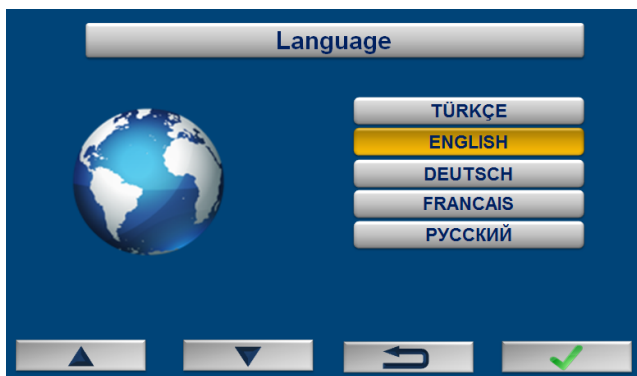 Language
TÜRKÇE
ENGLISH
DEUTSCH
FRANCAIS
РУССКИЙ